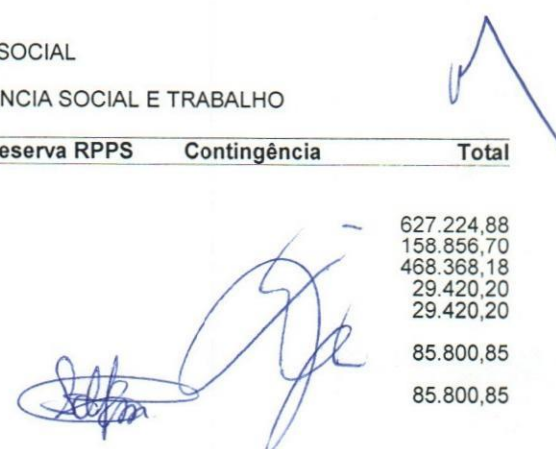 SOCIAL
NCIA SOCIAL E TRABALHO
eserva RPPS Contingência Total
627.224,88
158.856,70
468.368,18
29.420,20
29.420,20
85.800,85
85.800,85